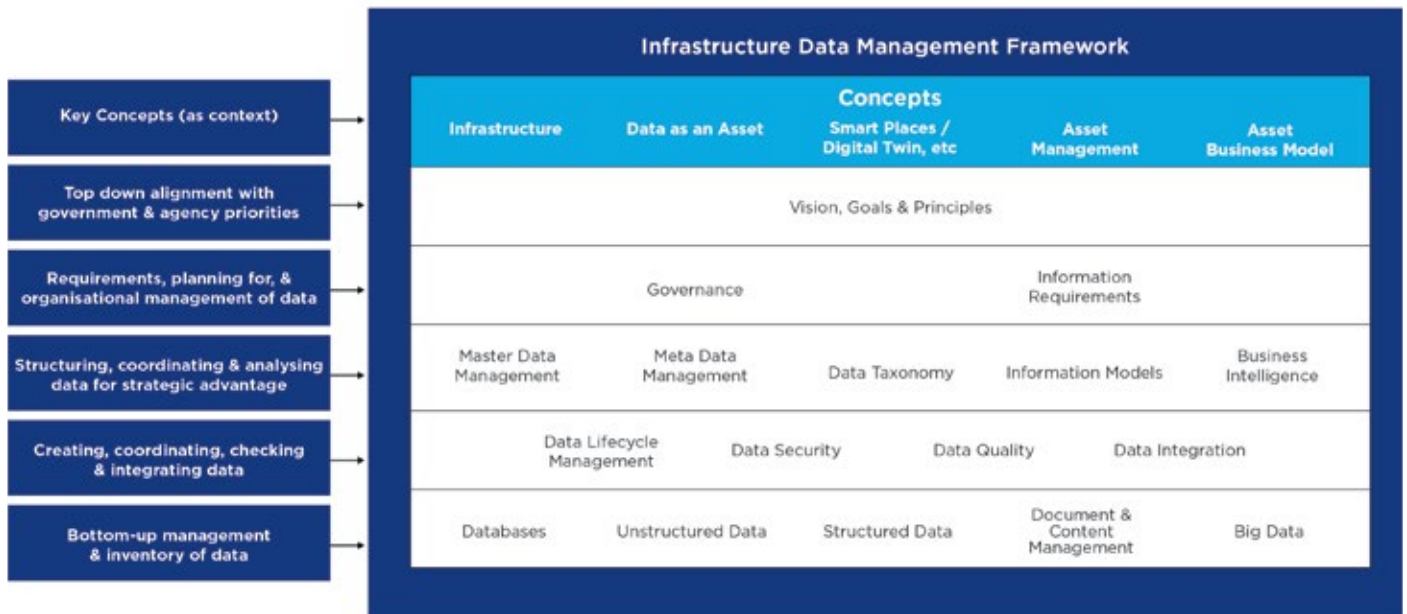 Infrastructure Data Management Framework
Key Concepts (as context)
Concepts
Infrastructure
Data as an Asset
Smart Places /
Digital Twin, etc
Asset
Management
Asset
Business Model
Top down alignment with
government & agency priorities
Vision, Goals & Principles
Requirements, planning for, &
organisational management of data
Governance
Information
Requirements
Structuring, coordinating & analysing
data for strategic advantage
Master Data
Management
Meta Data
Management
Data Taxonomy
Information Models
Business
Intelligence
Creating, coordinating, checking
& integrating data
Data Lifecycle
Management
Data Security
Data Quality
Data Integration
Bottom-up management
& inventory of data
Databases
Unstructured Data
Structured Data
Document &
Content
Management
Big Data